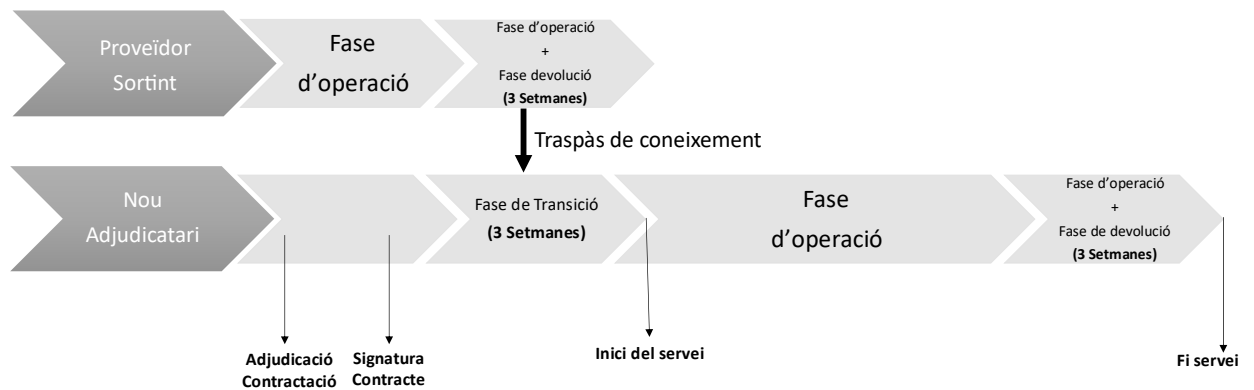 Proveïdor
Sortint
Fase
d’operació
Fase d’operació
+
Fase devolució
(3 Setmanes)
Traspàs de coneixement
Nou
Adjudicatari
Fase de Transició
(3 Setmanes)
Fase
d’operació
Fase d’operació
+
Fase de devolució
(3 Setmanes)
Adjudicació
Contractació
Signatura
Contracte
Inici del servei
Fi servei